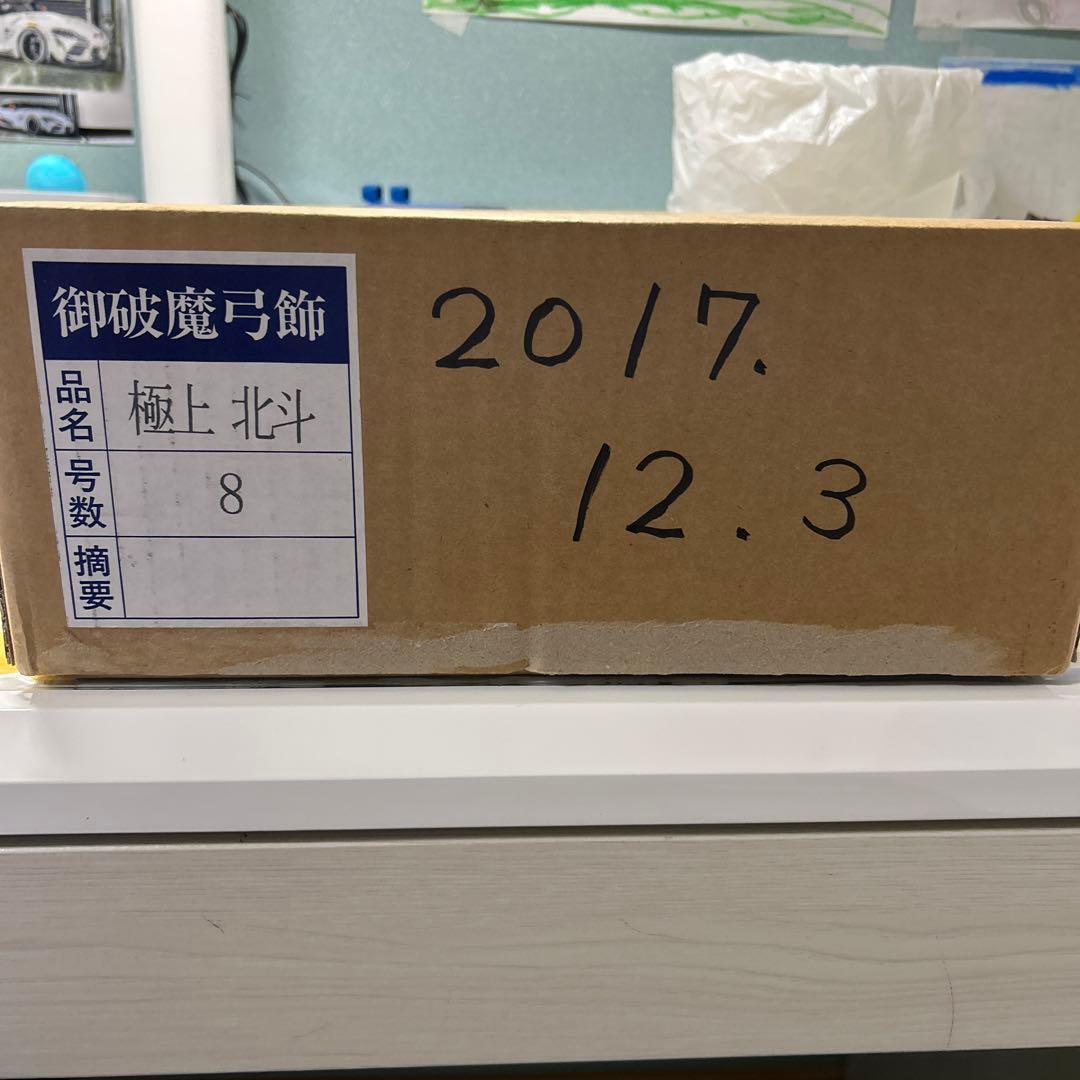 御破魔弓飾
品名 極上 北斗
号数 8
摘要
2017.
12.3